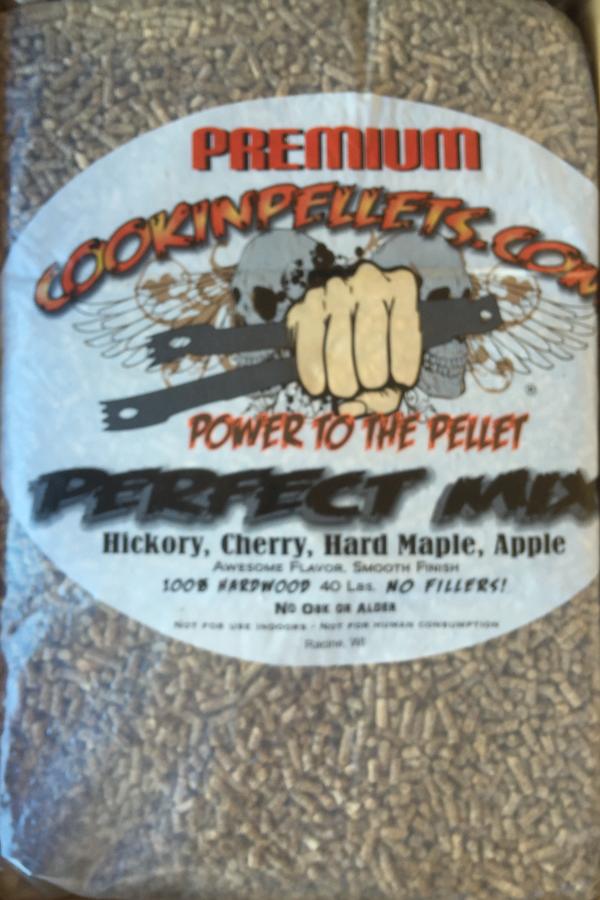 PREMIUM
COOKINPELLETS.COM
®
POWER TO THE PELLET
PERFECT MIX
Hickory, Cherry, Hard Maple, Apple
AWESOME FLAVOR, SMOOTH FINISH
100% HARDWOOD 40 LBS. NO FILLERS!
NO OAK OR ALDER
NOT FOR USE INDOORS - NOT FOR HUMAN CONSUMPTION
Racine, WI